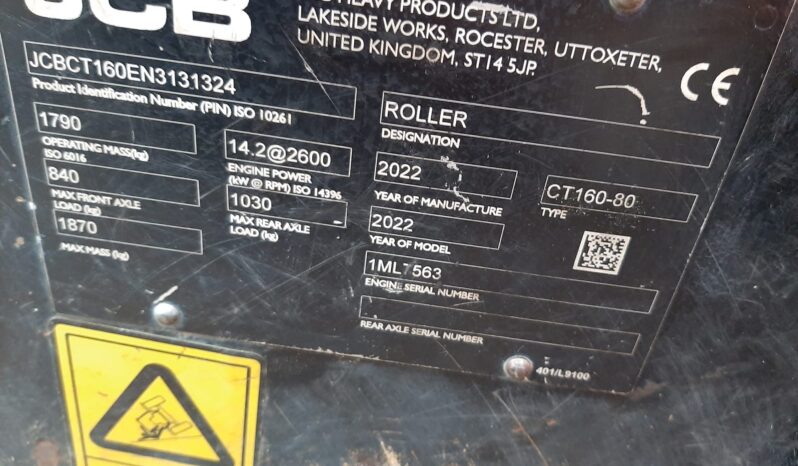 JCB
HEAVY PRODUCTS LTD,
LAKESIDE WORKS, ROCESTER, UTTOXETER,
UNITED KINGDOM, ST14 5JP.
CE
JCBCT160EN3131324
Product Identification Number (PIN) ISO 10261
1790
OPERATING MASS(kg)
ISO 6016
840
MAX FRONT AXLE
LOAD (kg)
1870
MAX MASS(kg)
14.2@2600
ENGINE POWER
(kW @ RPM) ISO 14396
1030
MAX REAR AXLE
LOAD (kg)
ROLLER
DESIGNATION
2022
YEAR OF MANUFACTURE
CT160-80
TYPE
2022
YEAR OF MODEL
1ML7563
ENGINE SERIAL NUMBER
REAR AXLE SERIAL NUMBER
401/L9100